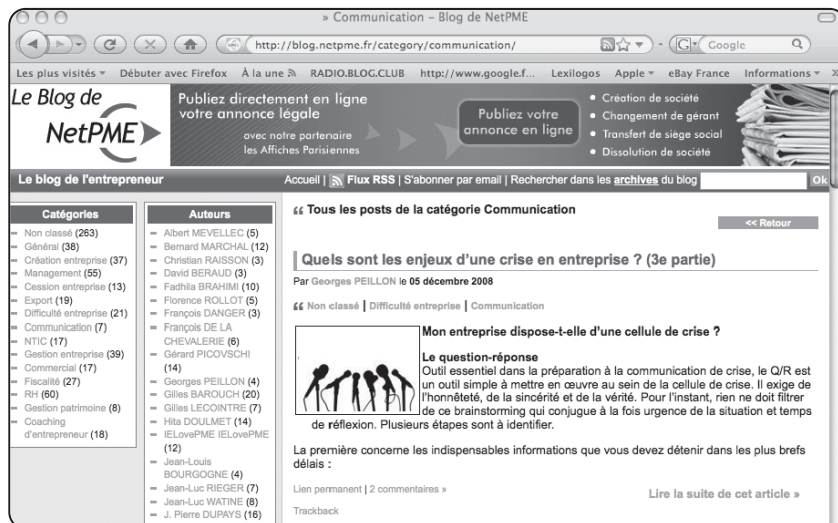 » Communication – Blog de NetPME
http://blog.netpme.fr/category/communication/
Google
Les plus visités
Débuter avec Firefox
À la une
RADIO.BLOG.CLUB
http://www.google.f...
Lexilogos
Apple
eBay France
Informations
Le Blog de
NetPME
Publiez directement en ligne
votre annonce légale
avec notre partenaire
les Affiches Parisiennes
Publiez votre
annonce en ligne
• Création de société
• Changement de gérant
• Transfert de siège social
• Dissolution de société
Le blog de l'entrepreneur
Accueil | Flux RSS | S'abonner par email | Rechercher dans les archives du blog
Ok
Catégories
Non classé (263)
Général (38)
Création entreprise (37)
Management (55)
Cession entreprise (13)
Export (19)
Difficulté entreprise (21)
Communication (7)
NTIC (17)
Gestion entreprise (39)
Commercial (17)
Fiscalité (27)
RH (60)
Gestion patrimoine (8)
Coaching
d'entrepreneur (18)
Auteurs
Albert MEVELLEC (5)
Bernard MARCHAL (12)
Christian RAISSON (3)
David BERAUD (3)
Fadhila BRAHIMI (10)
Florence ROLLOT (5)
François DANGER (3)
François DE LA
CHEVALERIE (6)
Gérard PICOVSCHI
(14)
Georges PEILLON (4)
Gilles BAROUCH (20)
Gilles LECOINTRE (7)
Hita DOULMET (14)
IELovePME IELovePME
(12)
Jean-Louis
BOURGOGNE (4)
Jean-Luc RIEGER (7)
Jean-Luc WATINE (8)
J. Pierre DUPAYS (16)
Tous les posts de la catégorie Communication
<< Retour
Quels sont les enjeux d'une crise en entreprise ? (3e partie)
Par Georges PEILLON le 05 décembre 2008
Non classé | Difficulté entreprise | Communication
Mon entreprise dispose-t-elle d'une cellule de crise ?
Le question-réponse
Outil essentiel dans la préparation à la communication de crise, le Q/R est
un outil simple à mettre en œuvre au sein de la cellule de crise. Il exige de
l'honnêteté, de la sincérité et de la vérité. Pour l'instant, rien ne doit filtrer
de ce brainstorming qui conjugue à la fois urgence de la situation et temps
de réflexion. Plusieurs étapes sont à identifier.
La première concerne les indispensables informations que vous devez détenir dans les plus brefs
délais :
Lien permanent | 2 commentaires »
Lire la suite de cet article »
Trackback